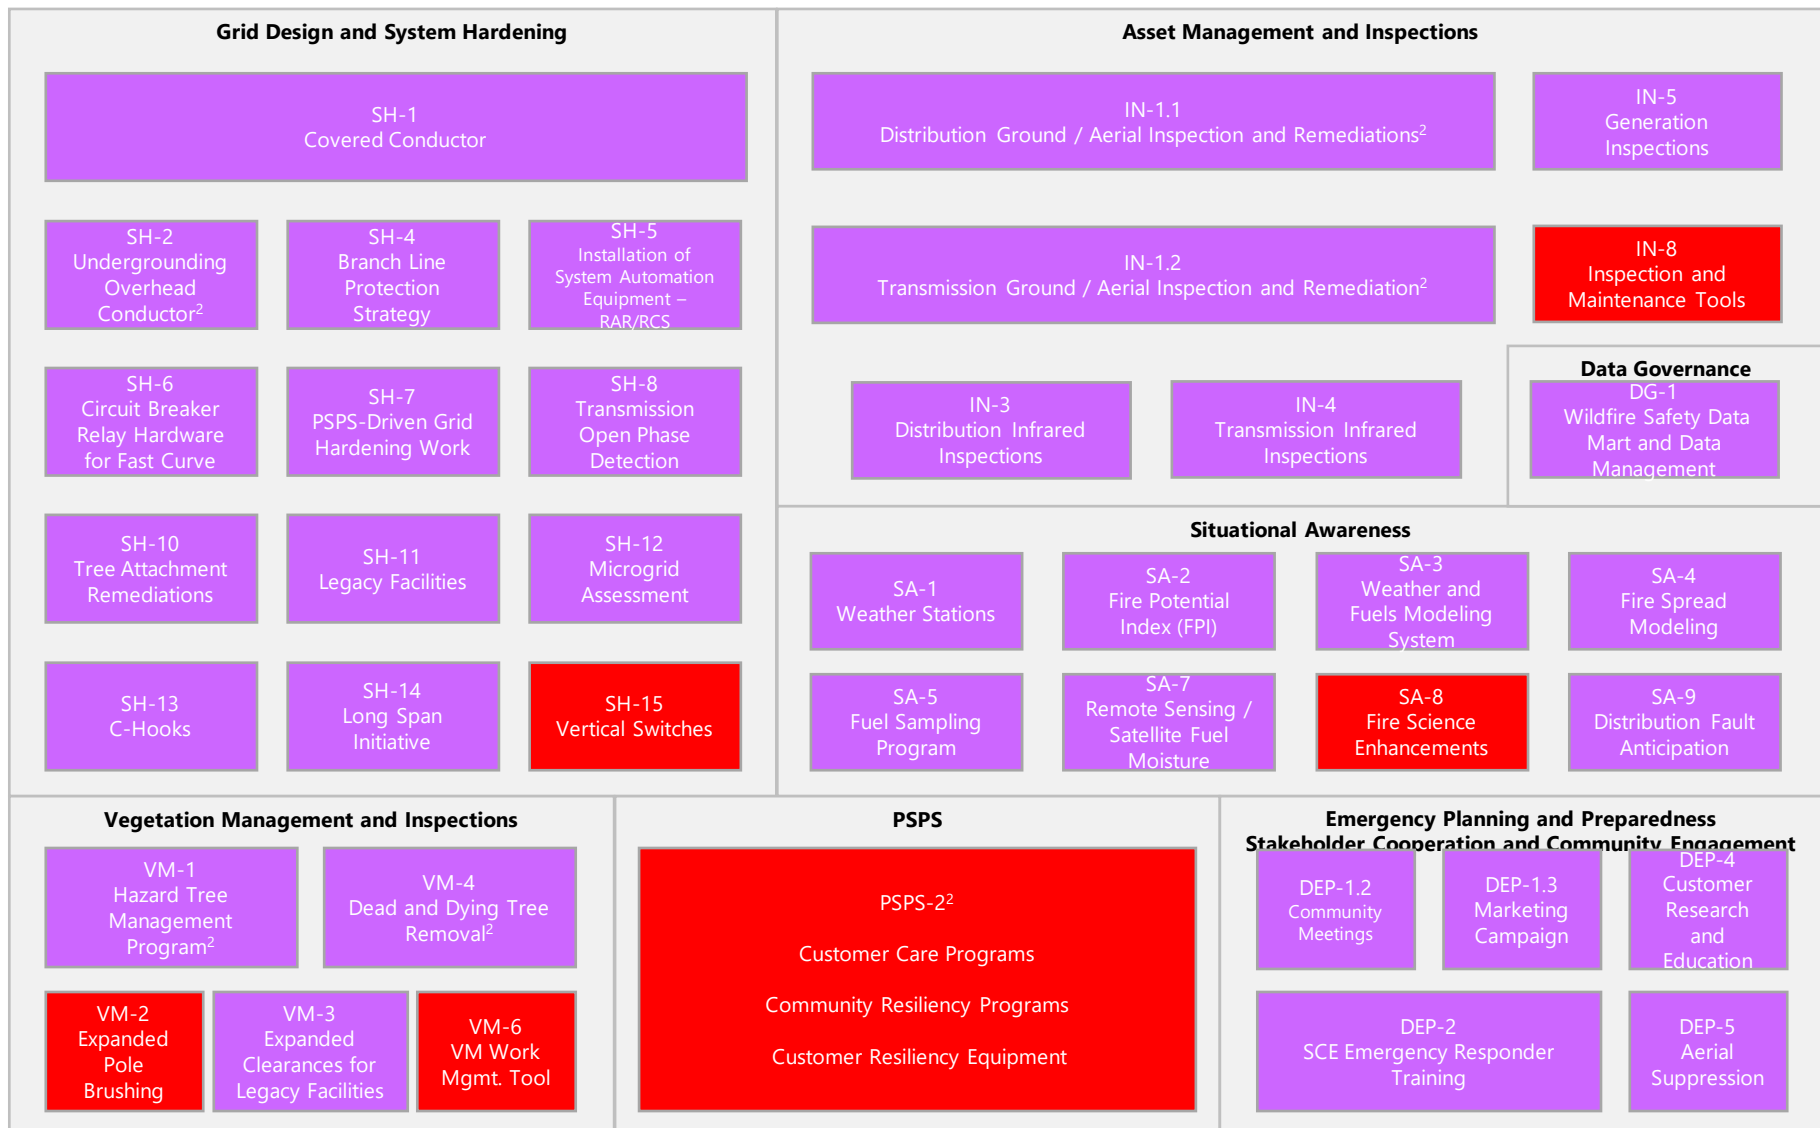 Grid Design and System Hardening
SH-1
Covered Conductor
SH-2
Undergrounding
Overhead
Conductor2
SH-4
Branch Line
Protection
Strategy
SH-5
Installation of
System Automation
Equipment –
RAR/RCS
SH-6
Circuit Breaker
Relay Hardware
for Fast Curve
SH-7
PSPS-Driven Grid
Hardening Work
SH-8
Transmission
Open Phase
Detection
SH-10
Tree Attachment
Remediations
SH-11
Legacy Facilities
SH-12
Microgrid
Assessment
SH-13
C-Hooks
SH-14
Long Span
Initiative
SH-15
Vertical Switches
Asset Management and Inspections
IN-1.1
Distribution Ground / Aerial Inspection and Remediations2
IN-5
Generation
Inspections
IN-1.2
Transmission Ground / Aerial Inspection and Remediation2
IN-8
Inspection and
Maintenance Tools
IN-3
Distribution Infrared
Inspections
IN-4
Transmission Infrared
Inspections
Data Governance
DG-1
Wildfire Safety Data
Mart and Data
Management
Situational Awareness
SA-1
Weather Stations
SA-2
Fire Potential
Index (FPI)
SA-3
Weather and
Fuels Modeling
System
SA-4
Fire Spread
Modeling
SA-5
Fuel Sampling
Program
SA-7
Remote Sensing /
Satellite Fuel
Moisture
SA-8
Fire Science
Enhancements
SA-9
Distribution Fault
Anticipation
Vegetation Management and Inspections
VM-1
Hazard Tree
Management
Program2
VM-4
Dead and Dying Tree
Removal2
VM-2
Expanded
Pole
Brushing
VM-3
Expanded
Clearances for
Legacy Facilities
VM-6
VM Work
Mgmt. Tool
PSPS
PSPS-22
Customer Care Programs
Community Resiliency Programs
Customer Resiliency Equipment
Emergency Planning and Preparedness
Stakeholder Cooperation and Community Engagement
DEP-1.2
Community
Meetings
DEP-1.3
Marketing
Campaign
DEP-4
Customer
Research
and
Education
DEP-2
SCE Emergency Responder
Training
DEP-5
Aerial
Suppression